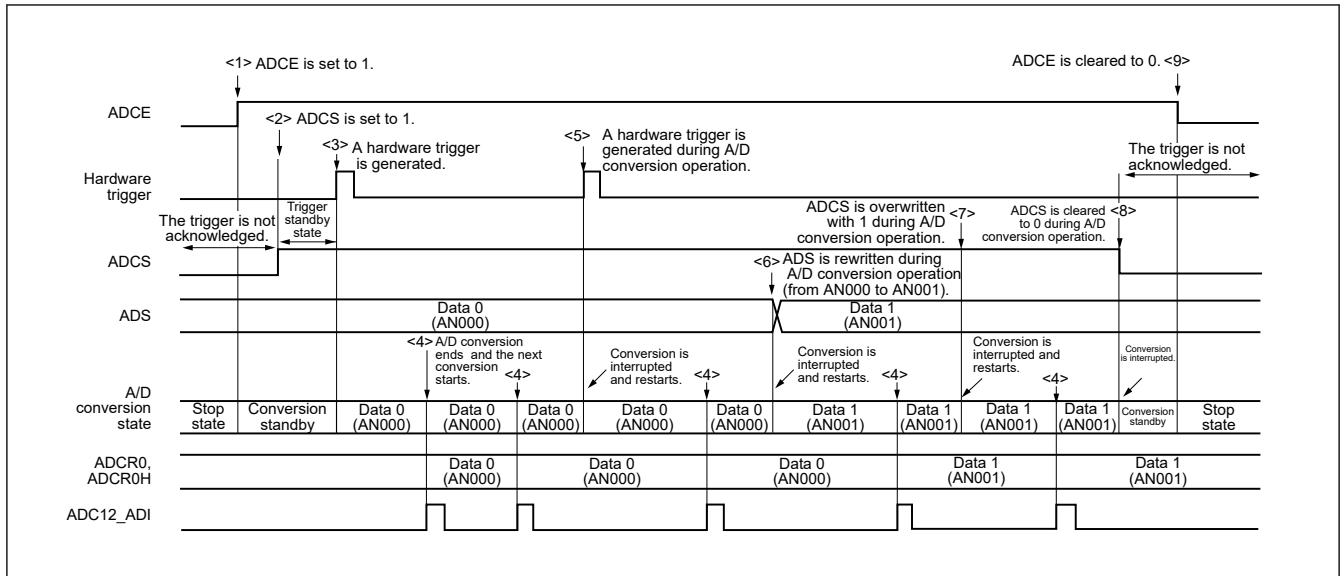 <1> ADCE is set to 1.
ADCE is cleared to 0. <9>
ADCE
<2> ADCS is set to 1.
<3> A hardware trigger
is generated.
<5> A hardware trigger is
generated during A/D
conversion operation.
The trigger is not
acknowledged.
Hardware
trigger
The trigger is not
acknowledged.
Trigger
standby
state
ADCS is overwritten
with 1 during A/D
conversion operation.
<7>
ADCS is cleared
to 0 during A/D
conversion operation.
<8>
ADCS
<6> ADS is rewritten during
A/D conversion operation
(from AN000 to AN001).
ADS
Data 0
(AN000)
Data 1
(AN001)
<4> A/D conversion
ends and the next
conversion
starts.
<4>
Conversion is
interrupted
and restarts.
<4>
Conversion is
interrupted
and restarts.
<4>
Conversion is
interrupted and
restarts.
<4>
Conversion
is interrupted.
A/D
conversion
state
Stop
state
Conversion
standby
Data 0
(AN000)
Data 0
(AN000)
Data 0
(AN000)
Data 0
(AN000)
Data 0
(AN000)
Data 1
(AN001)
Data 1
(AN001)
Data 1
(AN001)
Data 1
(AN001)
Conversion
standby
Stop
state
ADCR0,
ADCR0H
Data 0
(AN000)
Data 0
(AN000)
Data 0
(AN000)
Data 1
(AN001)
Data 1
(AN001)
ADC12_ADI